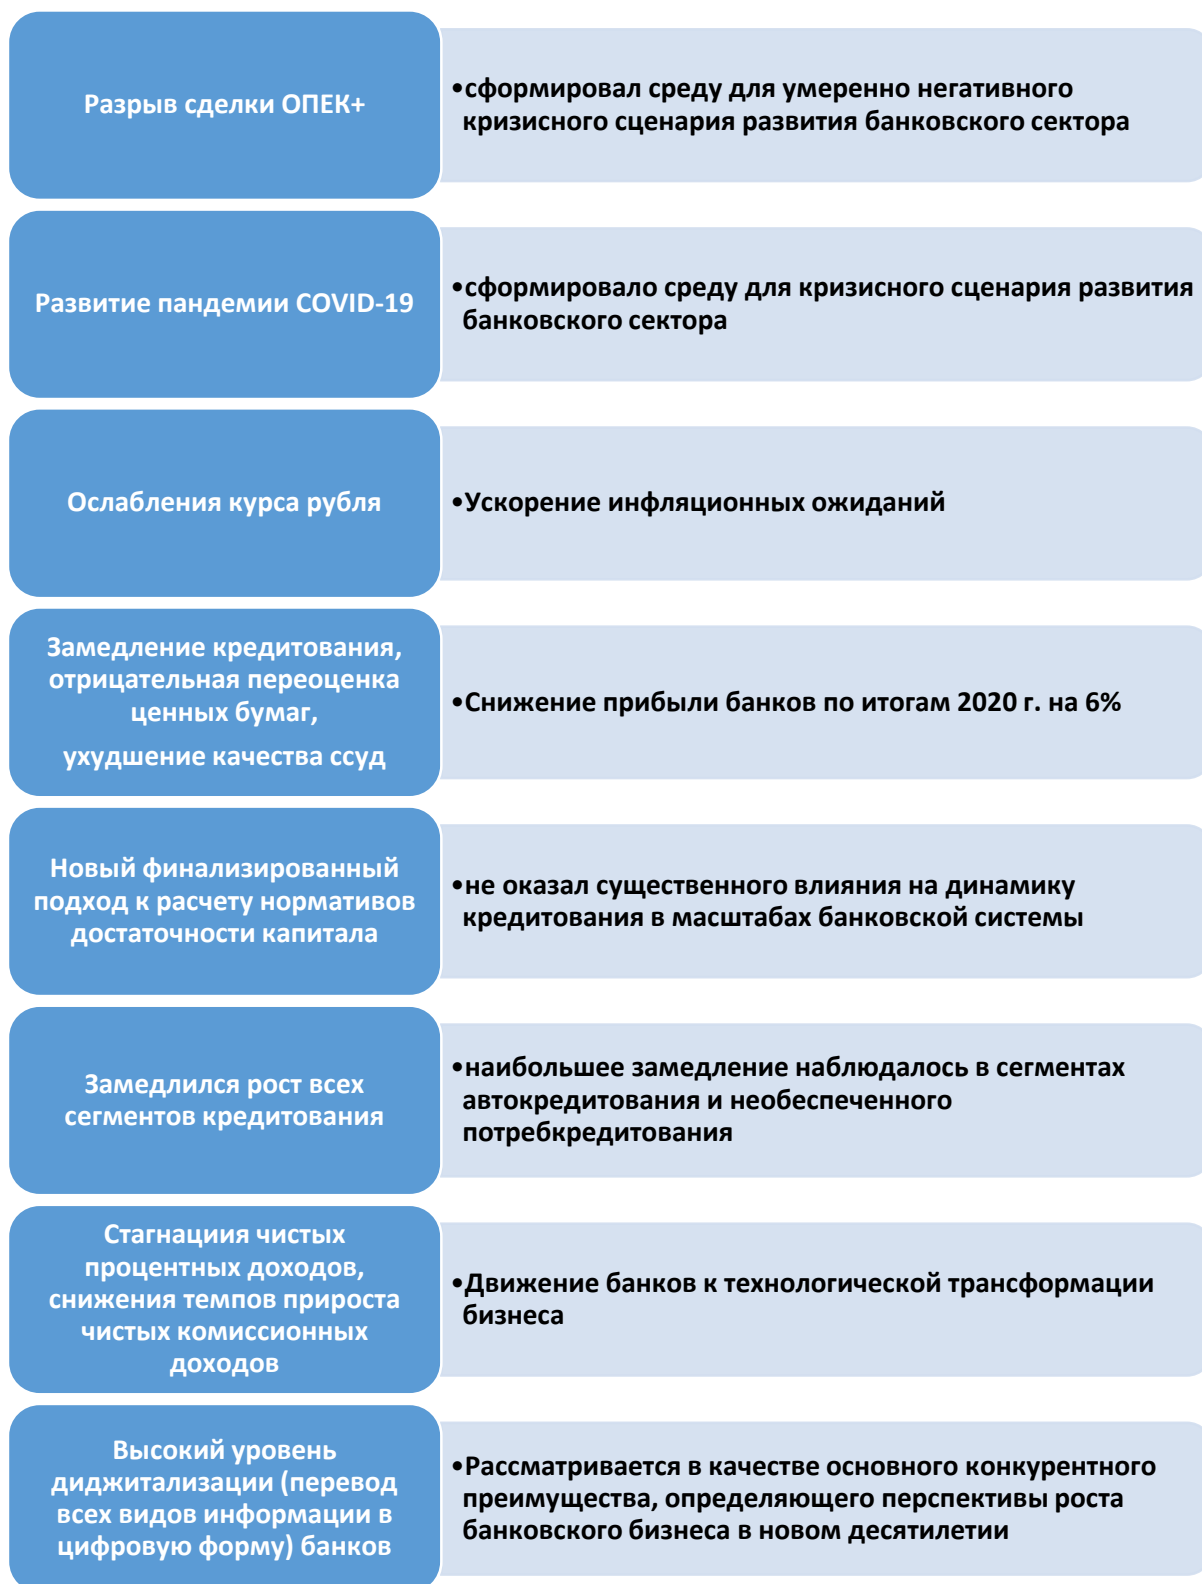 Разрыв сделки ОПЕК+
•сформировал среду для умеренно негативного
кризисного сценария развития банковского сектора
Развитие пандемии COVID-19
•сформировало среду для кризисного сценария развития
банковского сектора
Ослабления курса рубля
•Ускорение инфляционных ожиданий
Замедление кредитования,
отрицательная переоценка
ценных бумаг,
ухудшение качества ссуд
•Снижение прибыли банков по итогам 2020 г. на 6%
Новый финализированный
подход к расчету нормативов
достаточности капитала
•не оказал существенного влияния на динамику
кредитования в масштабах банковской системы
Замедлился рост всех
сегментов кредитования
•наибольшее замедление наблюдалось в сегментах
автокредитования и необеспеченного
потребкредитования
Стагнациия чистых
процентных доходов,
снижения темпов прироста
чистых комиссионных
доходов
•Движение банков к технологической трансформации
бизнеса
Высокий уровень
диджитализации (перевод
всех видов информации в
цифровую форму) банков
•Рассматривается в качестве основного конкурентного
преимущества, определяющего перспективы роста
банковского бизнеса в новом десятилетии